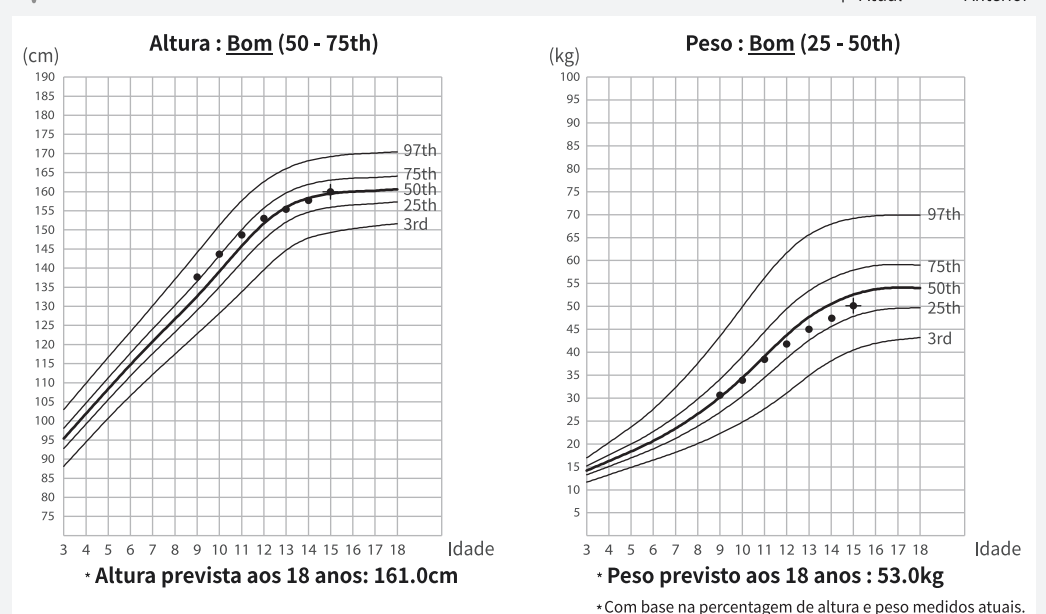 Altura : Bom (50 - 75th)
(cm)
190
185
180
175
170
165
160
155
150
145
140
135
130
125
120
115
110
105
100
95
90
85
80
75
97th
75th
50th
25th
3rd
3 4 5 6 7 8 9 10 11 12 13 14 15 16 17 18 Idade
* Altura prevista aos 18 anos: 161.0cm
Peso : Bom (25 - 50th)
(kg)
100
95
90
85
80
75
70
65
60
55
50
45
40
35
30
25
20
15
10
5
97th
75th
50th
25th
3rd
3 4 5 6 7 8 9 10 11 12 13 14 15 16 17 18 Idade
* Peso previsto aos 18 anos : 53.0kg
*Com base na percentagem de altura e peso medidos atuais.